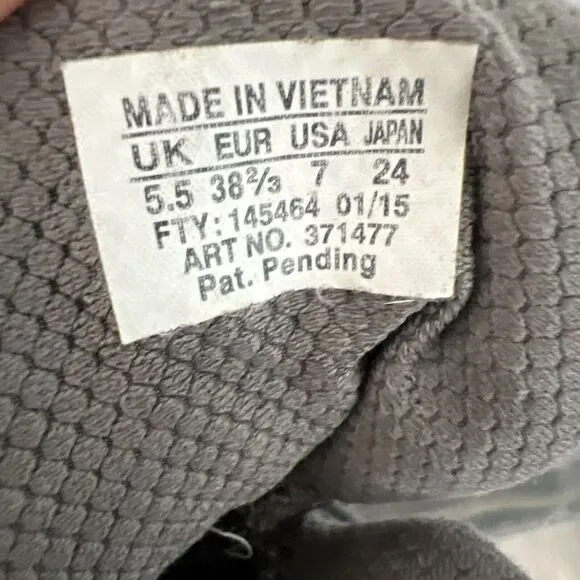 MADE IN VIETNAM
UK EUR USA JAPAN
5.5 38⅔ 7 24
FTY: 145464 01/15
ART NO. 371477
Pat. Pending